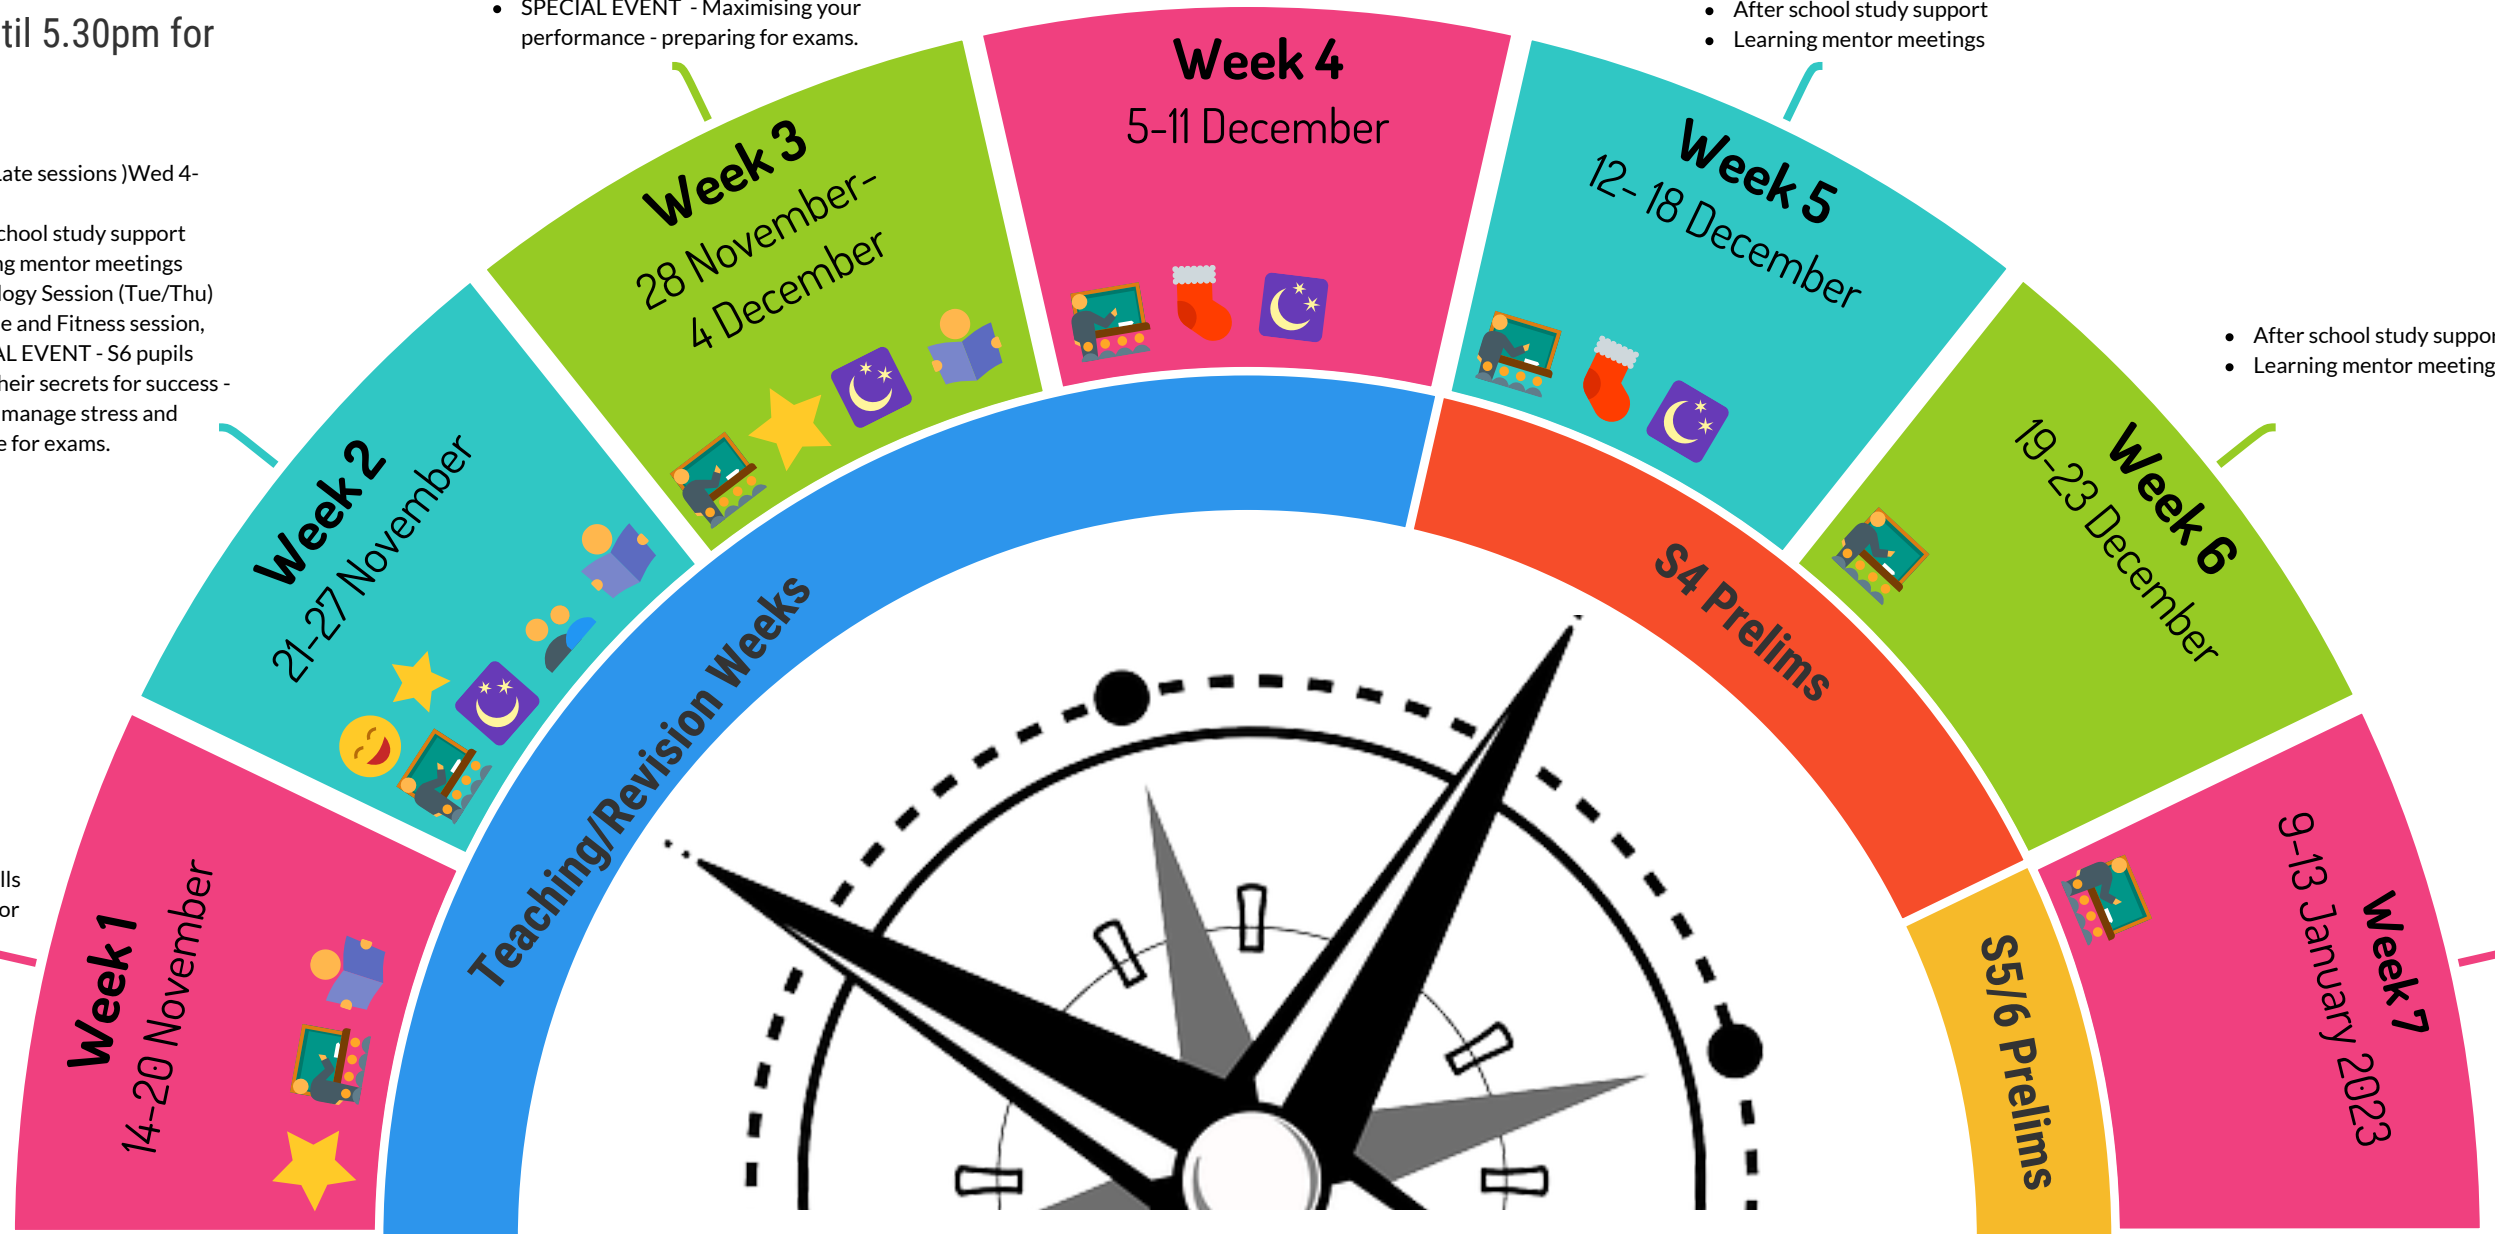 til 5.30pm for
SPECIAL EVENT - Maximising your
performance - preparing for exams.
After school study support
Learning mentor meetings
Late sessions )Wed 4-
chool study support
ng mentor meetings
logy Session (Tue/Thu)
e and Fitness session,
AL EVENT - S6 pupils
heir secrets for success -
manage stress and
e for exams.
After school study suppor
Learning mentor meeting
lls
or
Week 1
14-20 November
Week 2
21-27 November
Week 3
28 November-
4 December
Week 4
5-11 December
Week 5
12- 18 December
Week 6
19-23 December
Week 7
9-13 January 2023
Teaching/Revision Weeks
S4 Prelims
S5/6 Prelims